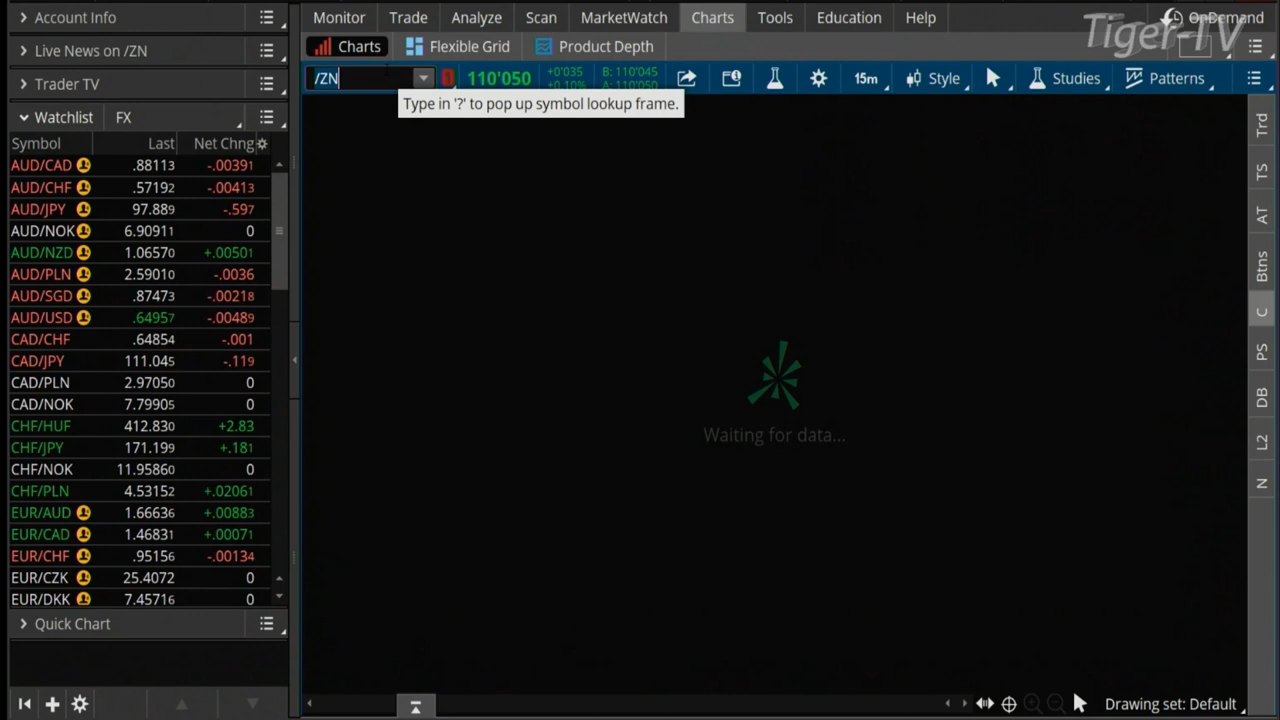 Account Info
Monitor Trade Analyze Scan MarketWatch Charts Tools Education Help OnDemand
Tiger-TV
Live News on /ZN
Charts Flexible Grid Product Depth
Trader TV
/ZN 110'050 +0'035 B: 110'045 15m Style Studies Patterns
+0.10% A: 110'050
Type in '?' to pop up symbol lookup frame.
Watchlist FX
Symbol Last Net Chng
AUD/CAD .88113 -.00391
AUD/CHF .57192 -.00413
AUD/JPY 97.889 -.597
AUD/NOK 6.90911 0
AUD/NZD 1.06570 +.00501
AUD/PLN 2.59010 -.0036
AUD/SGD .87473 -.00218
AUD/USD .64957 -.00489
CAD/CHF .64854 -.001
CAD/JPY 111.045 -.119
CAD/PLN 2.97050 0
CAD/NOK 7.79905 0
CHF/HUF 412.830 +2.83
CHF/JPY 171.199 +.181
CHF/NOK 11.95860 0
CHF/PLN 4.53152 +.02061
EUR/AUD 1.66636 +.00883
EUR/CAD 1.46831 +.00071
EUR/CHF .95156 -.00134
EUR/CZK 25.4072 0
EUR/DKK 7.45716 0
Waiting for data...
Trd
TS
AT
Btns
C
PS
DB
L2
N
Quick Chart
Drawing set: Default